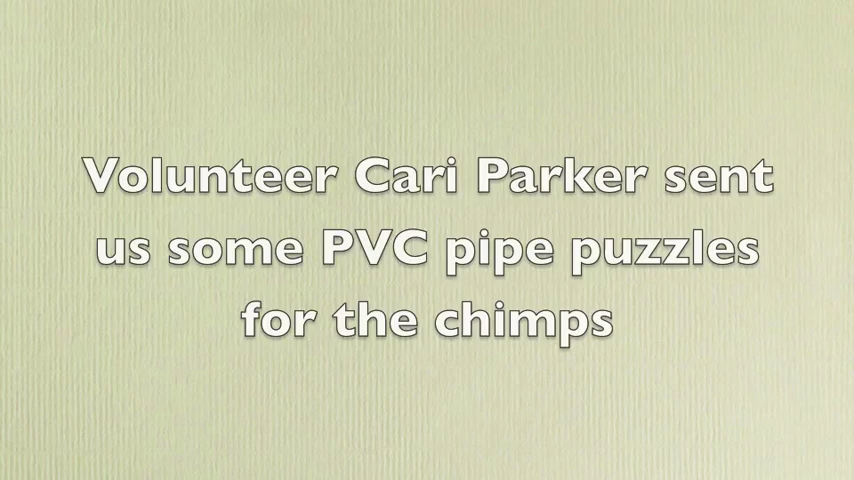 Volunteer Cari Parker sent
us some PVC pipe puzzles
for the chimps